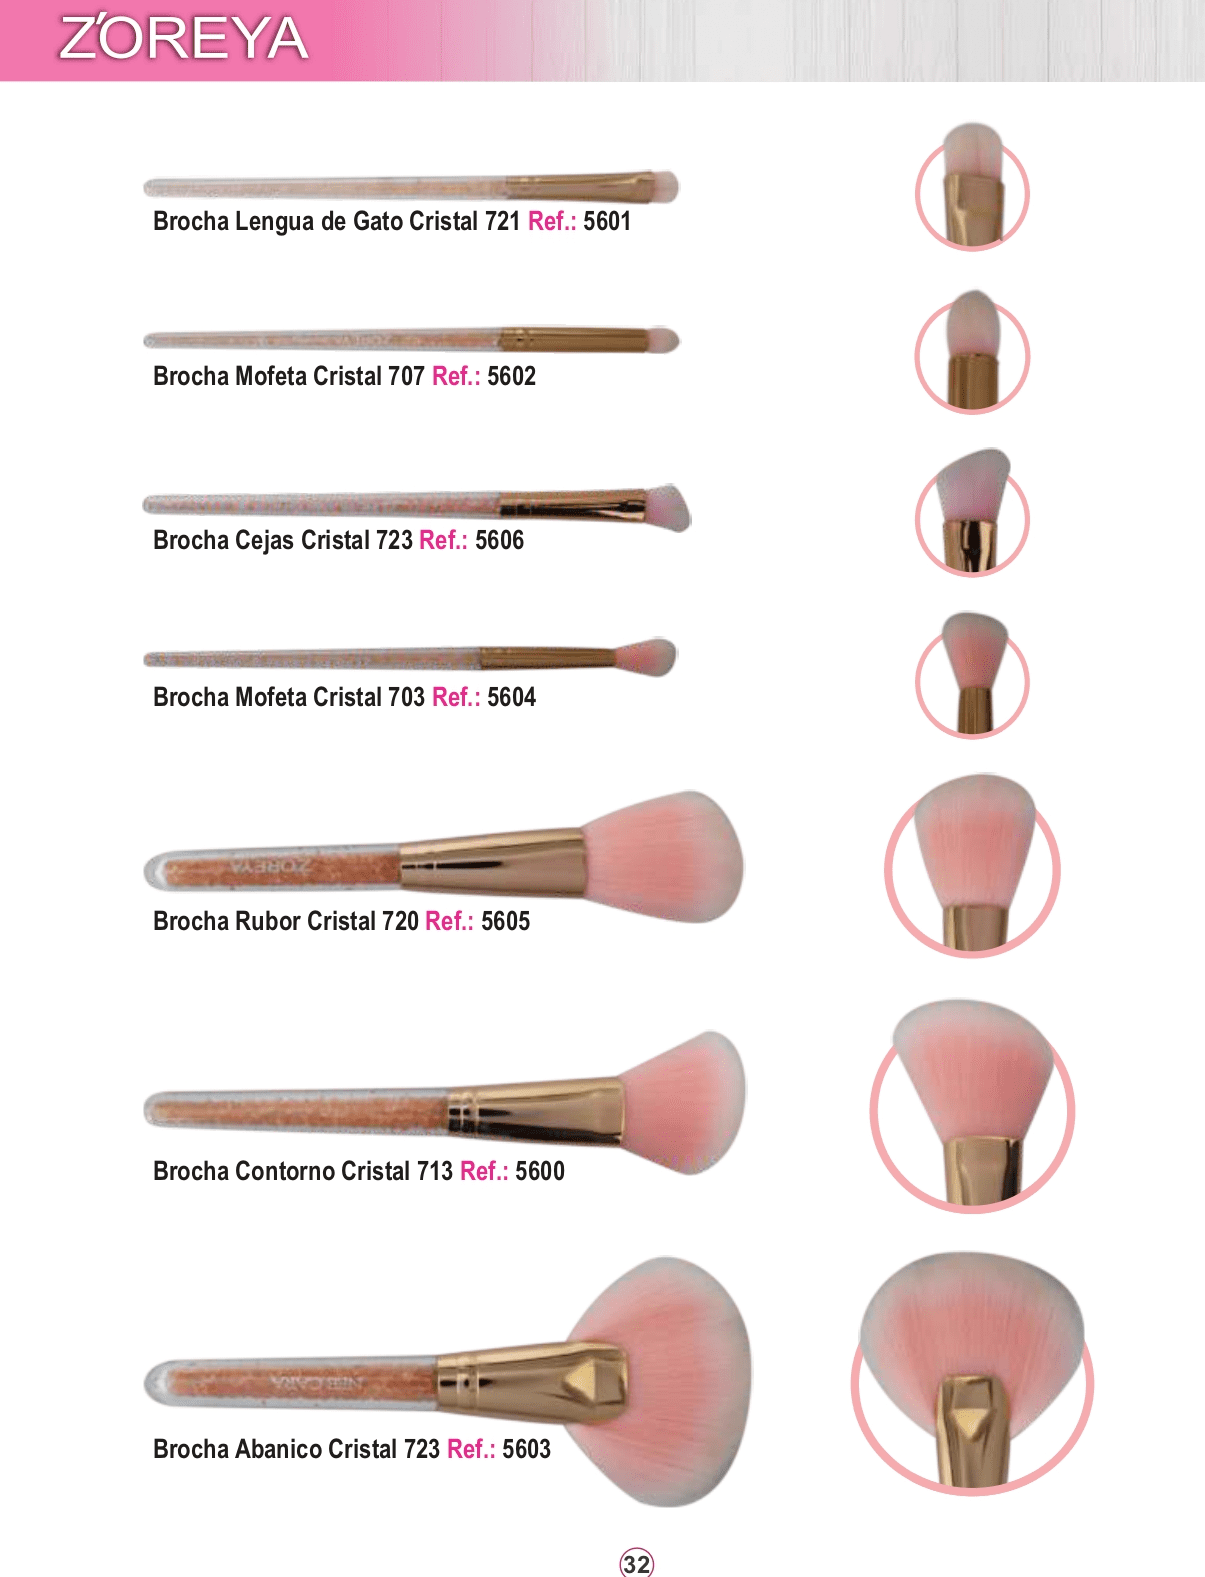 Z'OREYA
Brocha Lengua de Gato Cristal 721 Ref.: 5601
Brocha Mofeta Cristal 707 Ref.: 5602
Brocha Cejas Cristal 723 Ref.: 5606
Brocha Mofeta Cristal 703 Ref.: 5604
Z'OREYA
Brocha Rubor Cristal 720 Ref.: 5605
Brocha Contorno Cristal 713 Ref.: 5600
Brocha Abanico Cristal 723 Ref.: 5603
32